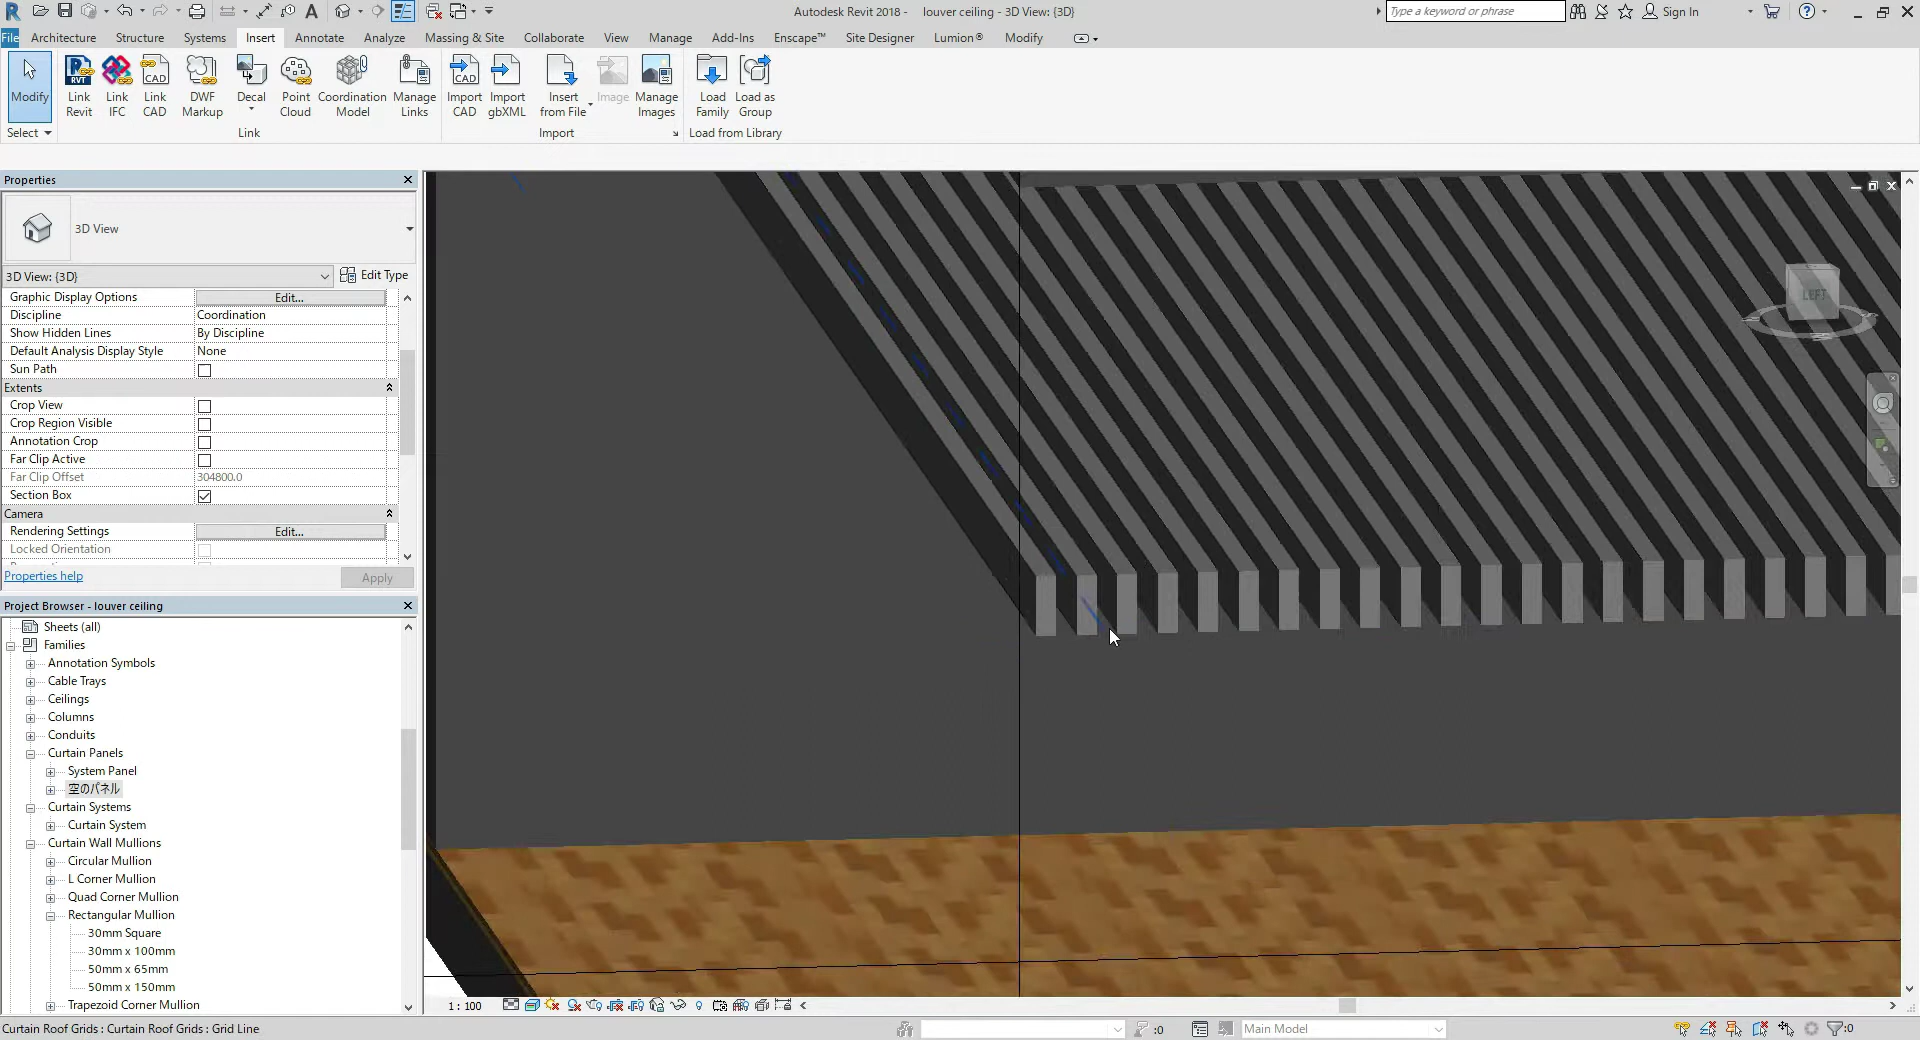 Autodesk Revit 2018 - louver ceiling - 3D View: {3D}
Type a keyword or phrase
Sign In
File Architecture Structure Systems Insert Annotate Analyze Massing & Site Collaborate View Manage Add-Ins Enscape™ Site Designer Lumion® Modify
Modify
Link Revit
Link IFC
Link CAD
DWF Markup
Decal
Point Cloud
Coordination Model
Manage Links
Import CAD
Import gbXML
Insert from File
Image
Manage Images
Load Family
Load as Group
Select
Link
Import
Load from Library
Properties
3D View
3D View: {3D}
Edit Type
Graphic Display Options Edit...
Discipline Coordination
Show Hidden Lines By Discipline
Default Analysis Display Style None
Sun Path
Extents
Crop View
Crop Region Visible
Annotation Crop
Far Clip Active
Far Clip Offset 304800.0
Section Box
Camera
Rendering Settings Edit...
Locked Orientation
Properties help
Apply
Project Browser - louver ceiling
Sheets (all)
Families
Annotation Symbols
Cable Trays
Ceilings
Columns
Conduits
Curtain Panels
System Panel
空のパネル
Curtain Systems
Curtain System
Curtain Wall Mullions
Circular Mullion
L Corner Mullion
Quad Corner Mullion
Rectangular Mullion
30mm Square
30mm x 100mm
50mm x 65mm
50mm x 150mm
Trapezoid Corner Mullion
LEFT
1 : 100
Curtain Roof Grids : Curtain Roof Grids : Grid Line
:0
Main Model
:0